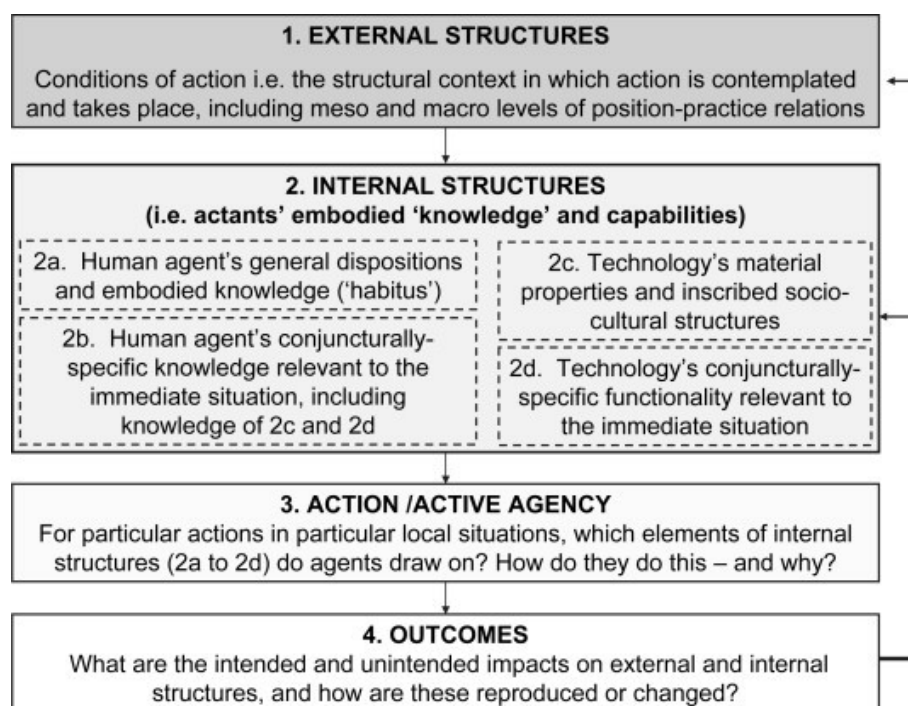 1. EXTERNAL STRUCTURES
Conditions of action i.e. the structural context in which action is contemplated
and takes place, including meso and macro levels of position-practice relations
2. INTERNAL STRUCTURES
(i.e. actants’ embodied ‘knowledge’ and capabilities)
2a. Human agent’s general dispositions
and embodied knowledge (‘habitus’)
2b. Human agent’s conjuncturally-
specific knowledge relevant to the
immediate situation, including
knowledge of 2c and 2d
2c. Technology’s material
properties and inscribed socio-
cultural structures
2d. Technology’s conjuncturally-
specific functionality relevant to
the immediate situation
3. ACTION /ACTIVE AGENCY
For particular actions in particular local situations, which elements of internal
structures (2a to 2d) do agents draw on? How do they do this – and why?
4. OUTCOMES
What are the intended and unintended impacts on external and internal
structures, and how are these reproduced or changed?